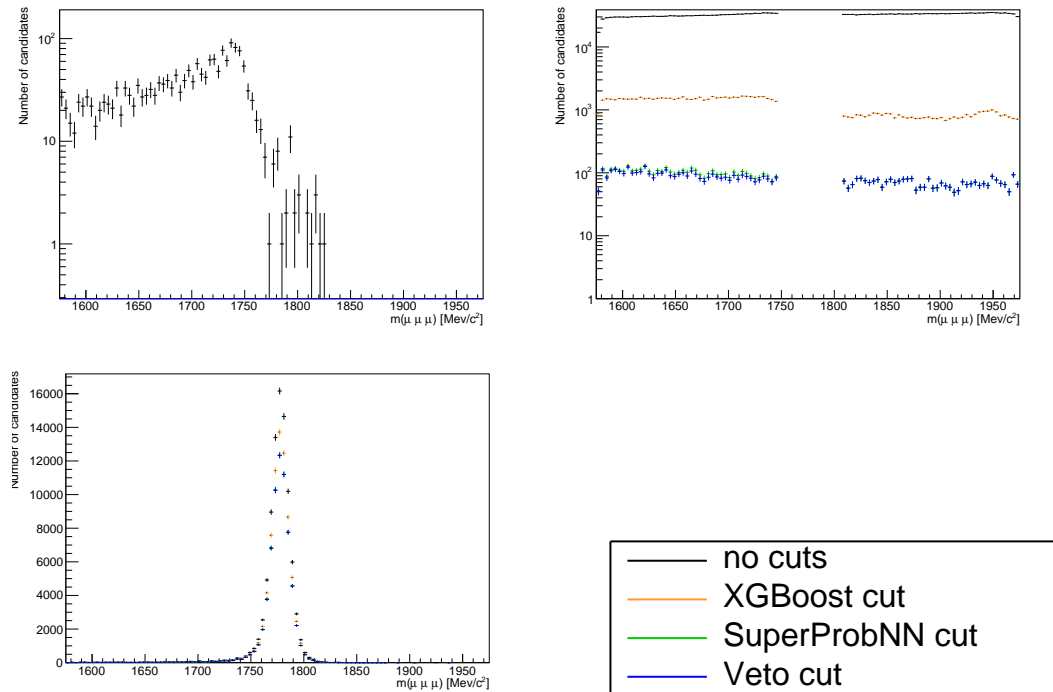 Number of candidates
10²
10
1
1600 1650 1700 1750 1800 1850 1900 1950
m(μ μ μ) [Mev/c²]
Number of candidates
10⁴
10³
10²
10
1
1600 1650 1700 1750 1800 1850 1900 1950
m(μ μ μ) [Mev/c²]
Number of candidates
16000
14000
12000
10000
8000
6000
4000
2000
0
1600 1650 1700 1750 1800 1850 1900 1950
m(μ μ μ) [Mev/c²]
no cuts
XGBoost cut
SuperProbNN cut
Veto cut